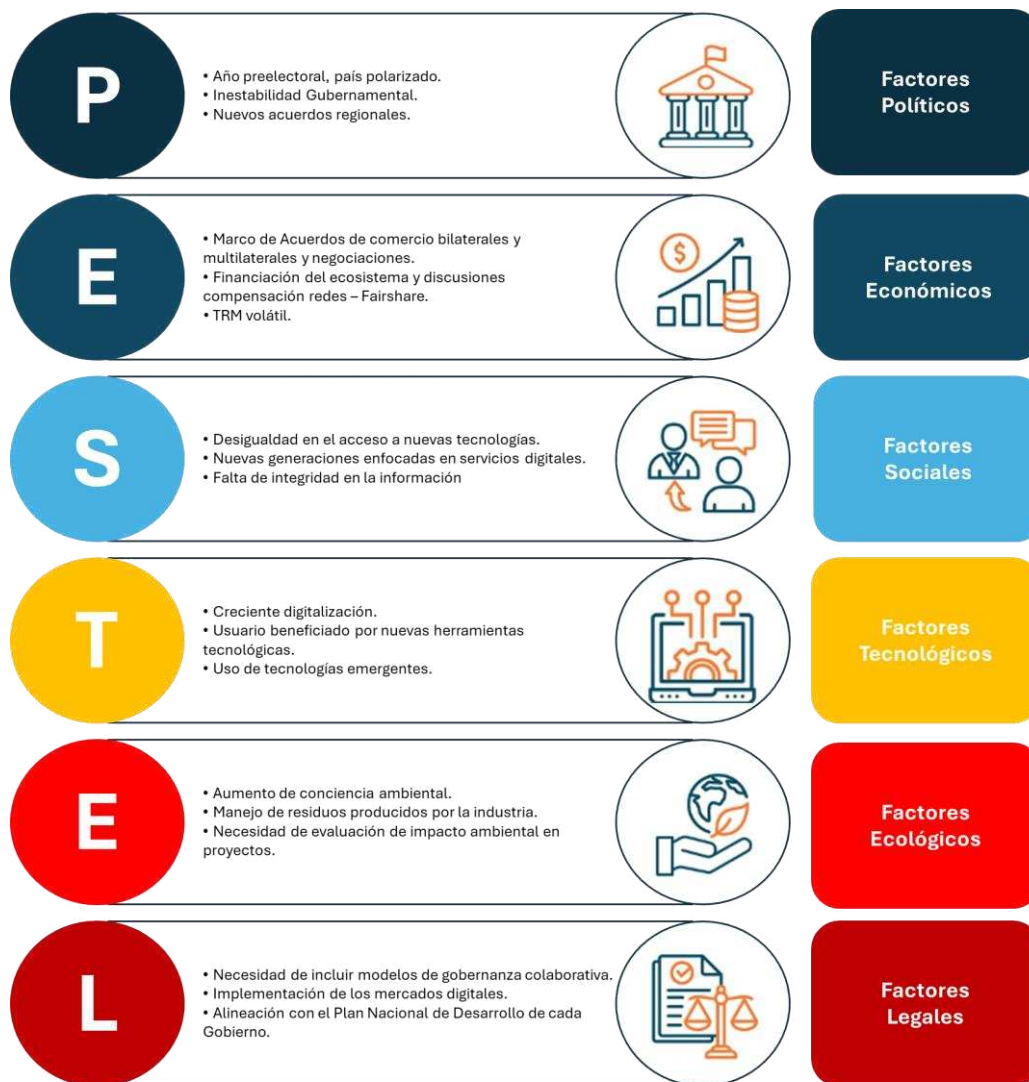 P
• Año preelectoral, país polarizado.
• Inestabilidad Gubernamental.
• Nuevos acuerdos regionales.
Factores
Políticos
E
• Marco de Acuerdos de comercio bilaterales y
multilaterales y negociaciones.
• Financiación del ecosistema y discusiones
compensación redes – Fairshare.
• TRM volátil.
$
Factores
Económicos
S
• Desigualdad en el acceso a nuevas tecnologías.
• Nuevas generaciones enfocadas en servicios digitales.
• Falta de integridad en la información
Factores
Sociales
T
• Creciente digitalización.
• Usuario beneficiado por nuevas herramientas
tecnológicas.
• Uso de tecnologías emergentes.
Factores
Tecnológicos
E
• Aumento de conciencia ambiental.
• Manejo de residuos producidos por la industria.
• Necesidad de evaluación de impacto ambiental en
proyectos.
Factores
Ecológicos
L
• Necesidad de incluir modelos de gobernanza colaborativa.
• Implementación de los mercados digitales.
• Alineación con el Plan Nacional de Desarrollo de cada
Gobierno.
Factores
Legales